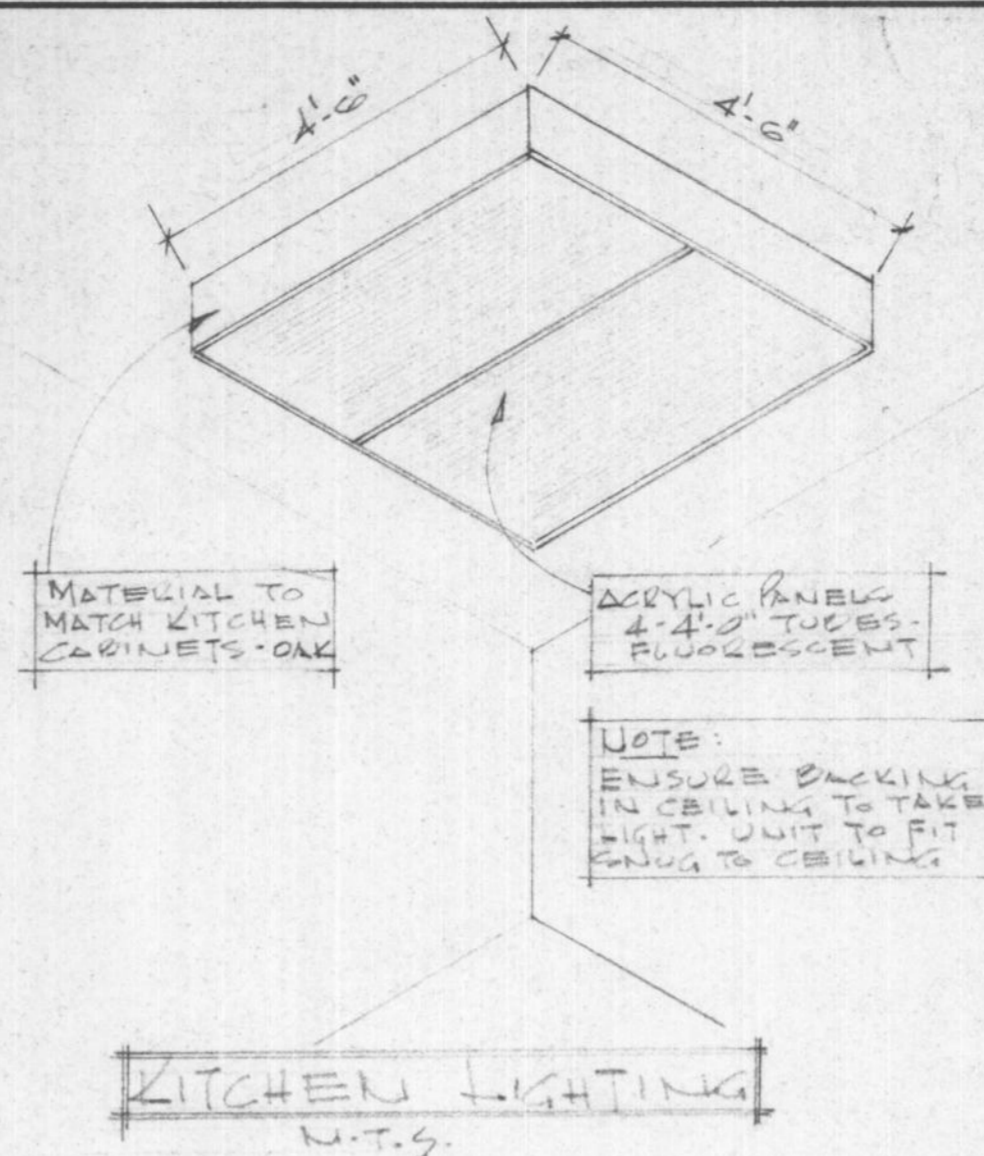 4'-6"
4'-6"
MATERIAL TO
MATCH KITCHEN
CABINETS - OAK
ACRYLIC PANELS
4-4'-0" TUBES -
FLUORESCENT
NOTE:
ENSURE BACKING
IN CEILING TO TAKE
LIGHT. UNIT TO FIT
SNUG TO CEILING
KITCHEN LIGHTING
N.T.S.